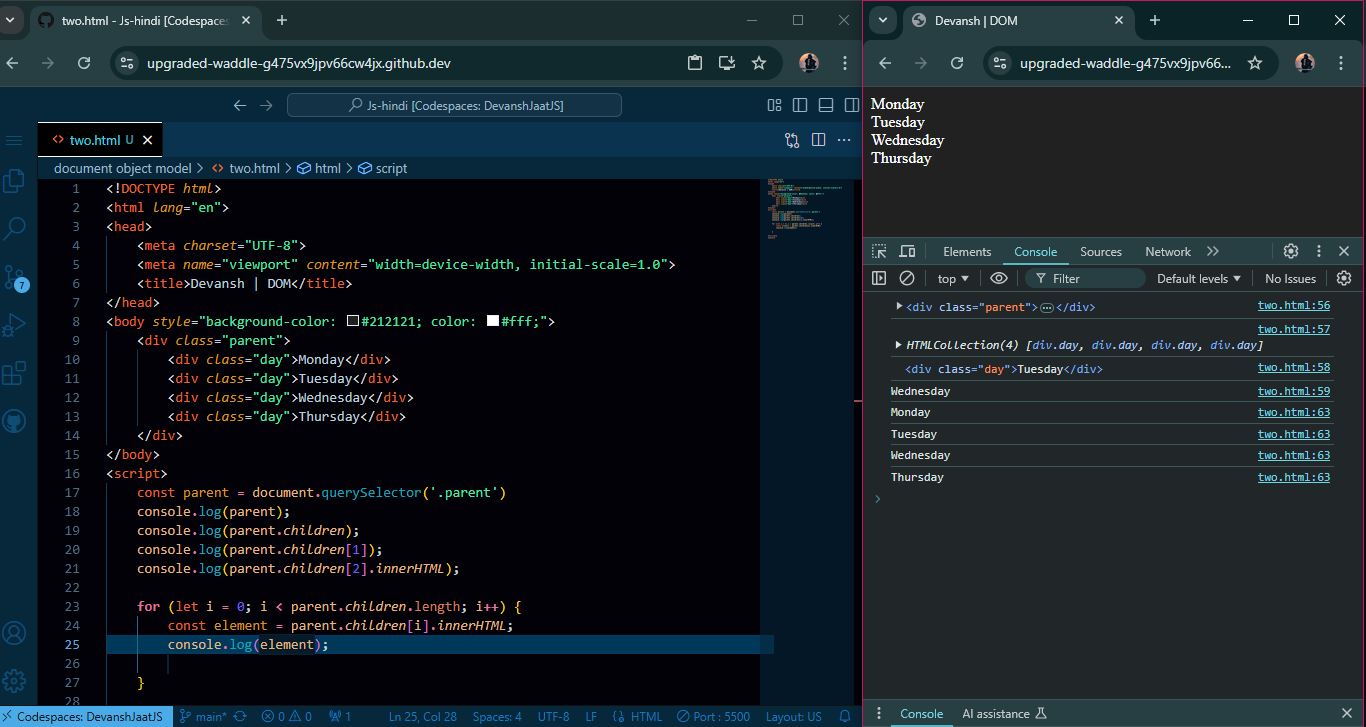 two.html - Js-hindi [Codespaces
upgraded-waddle-g475vx9jpv66cw4jx.github.dev
Js-hindi [Codespaces: DevanshJaatJS]
two.html U
document object model > two.html > html > script
1 <!DOCTYPE html>
2 <html lang="en">
3 <head>
4 <meta charset="UTF-8">
5 <meta name="viewport" content="width=device-width, initial-scale=1.0">
6 <title>Devansh | DOM</title>
7 </head>
8 <body style="background-color: #212121; color: #fff;">
9 <div class="parent">
10 <div class="day">Monday</div>
11 <div class="day">Tuesday</div>
12 <div class="day">Wednesday</div>
13 <div class="day">Thursday</div>
14 </div>
15 </body>
16 <script>
17 const parent = document.querySelector('.parent')
18 console.log(parent);
19 console.log(parent.children);
20 console.log(parent.children[1]);
21 console.log(parent.children[2].innerHTML);
22
23 for (let i = 0; i < parent.children.length; i++) {
24 const element = parent.children[i].innerHTML;
25 console.log(element);
26
27 }
28
7
Codespaces: DevanshJaatJS main* 0 0 1 Ln 25, Col 28 Spaces: 4 UTF-8 LF HTML Port : 5500 Layout: US
Devansh | DOM
upgraded-waddle-g475vx9jpv66...
Monday
Tuesday
Wednesday
Thursday
Elements Console Sources Network
top Filter Default levels No Issues
<div class="parent">…</div> two.html:56
two.html:57
HTMLCollection(4) [div.day, div.day, div.day, div.day]
<div class="day">Tuesday</div> two.html:58
Wednesday two.html:59
Monday two.html:63
Tuesday two.html:63
Wednesday two.html:63
Thursday two.html:63
Console AI assistance